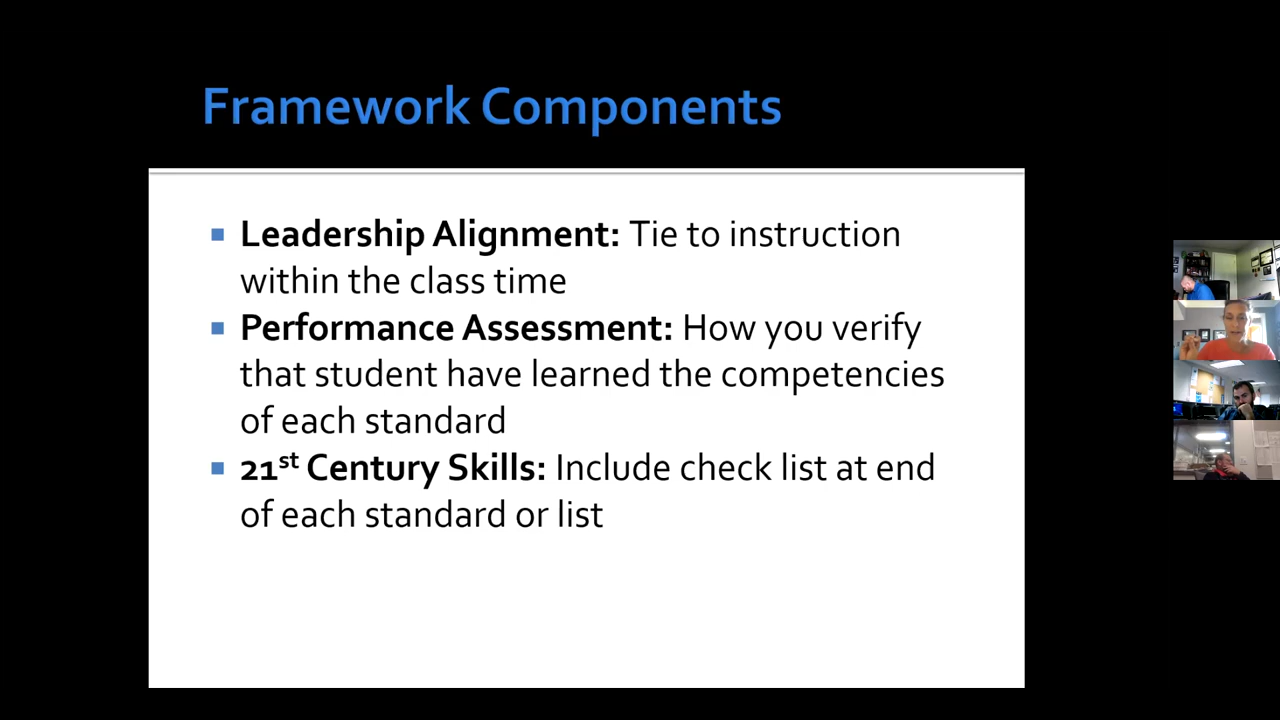 Framework Components
Leadership Alignment: Tie to instruction
within the class time
Performance Assessment: How you verify
that student have learned the competencies
of each standard
21st Century Skills: Include check list at end
of each standard or list